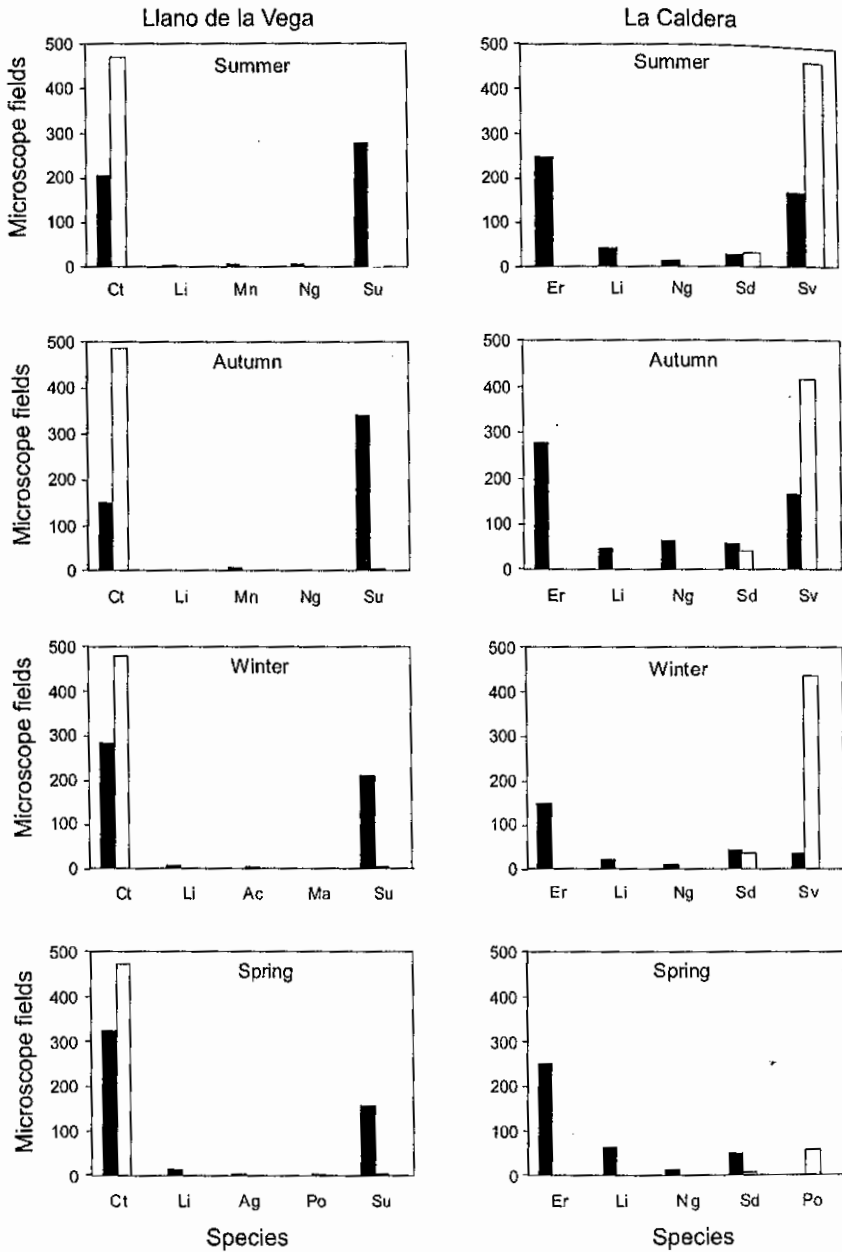 Llano de la Vega
La Caldera
Microscope fields
500
400
300
200
100
0
Summer
Ct Li Mn Ng Su
500
400
300
200
100
0
Summer
Er Li Ng Sd Sv
Microscope fields
500
400
300
200
100
0
Autumn
Ct Li Mn Ng Su
500
400
300
200
100
0
Autumn
Er Li Ng Sd Sv
Microscope fields
500
400
300
200
100
0
Winter
Ct Li Ac Ma Su
500
400
300
200
100
0
Winter
Er Li Ng Sd Sv
Microscope fields
500
400
300
200
100
0
Spring
Ct Li Ag Po Su
Species
500
400
300
200
100
0
Spring
Er Li Ng Sd Po
Species